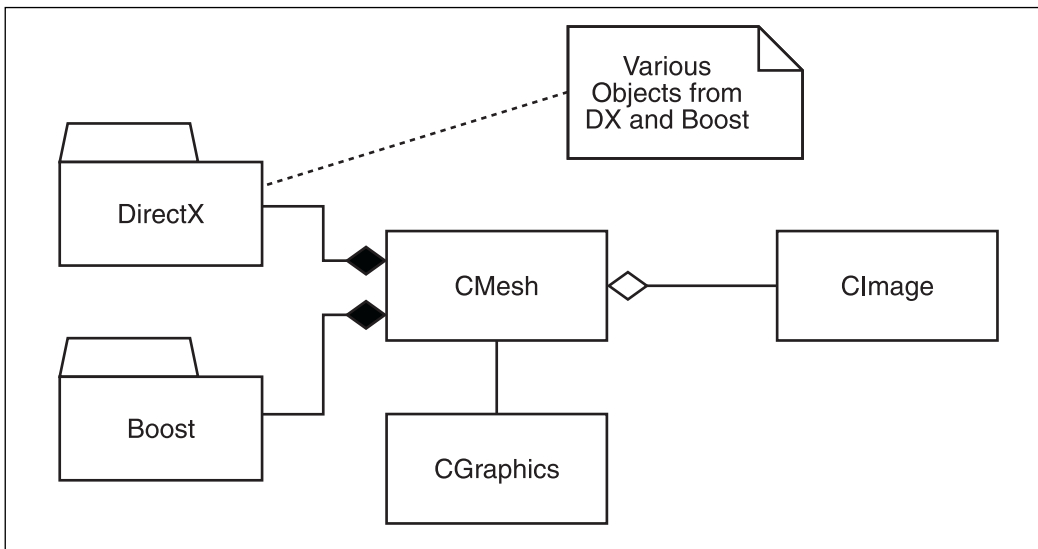 Various
Objects from
DX and Boost
DirectX
CMesh
CImage
Boost
CGraphics